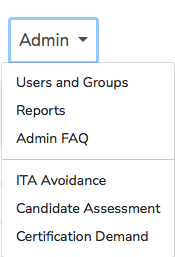 Admin
Users and Groups
Reports
Admin FAQ
ITA Avoidance
Candidate Assessment
Certification Demand